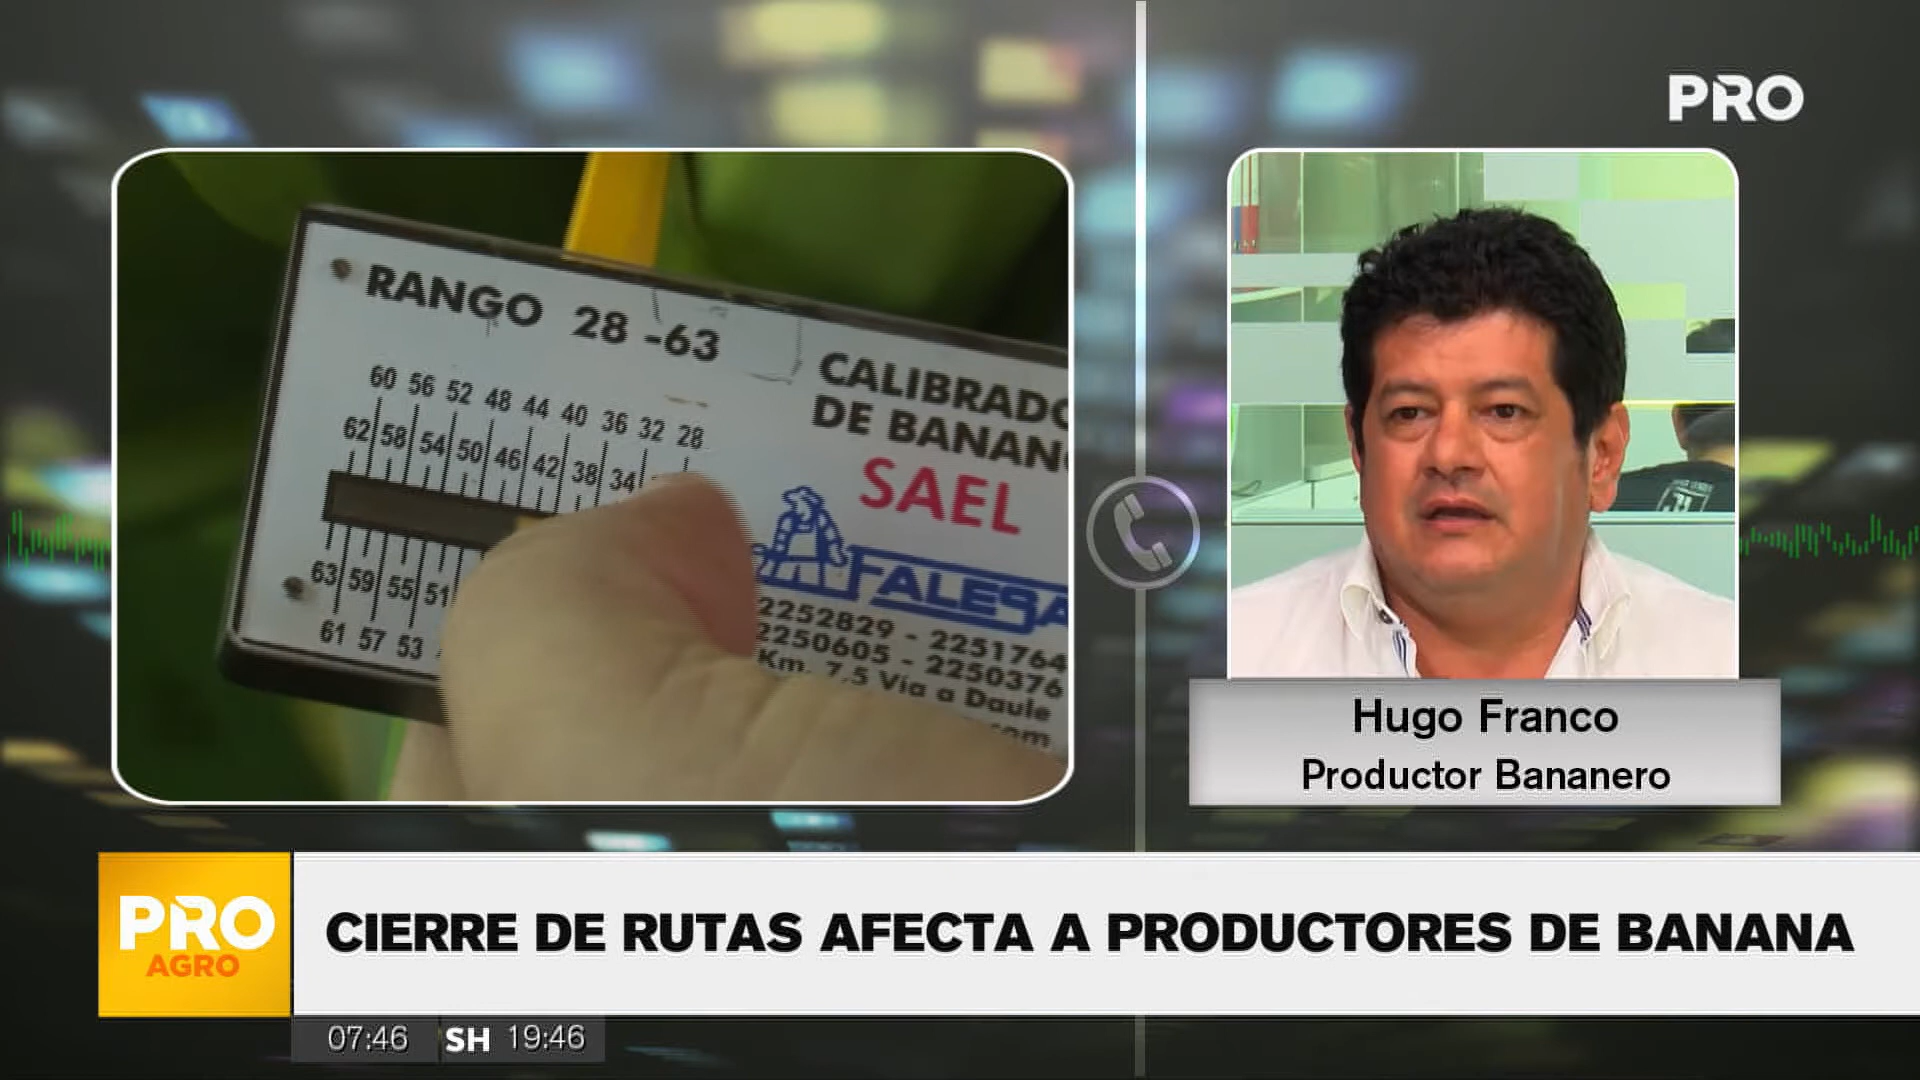 PRO
RANGO 28 -63
60 56 52 48 44 40 36 32 28
62 58 54 50 46 42 38 34
63 59 55 51
61 57 53
CALIBRADO
DE BANAN
SAEL
FALESA
2252829 - 2251764
2250605 - 2250376
Km. 7,5 Vía a Daule
com
Hugo Franco
Productor Bananero
PRO
AGRO
CIERRE DE RUTAS AFECTA A PRODUCTORES DE BANANA
07:46 SH 19:46